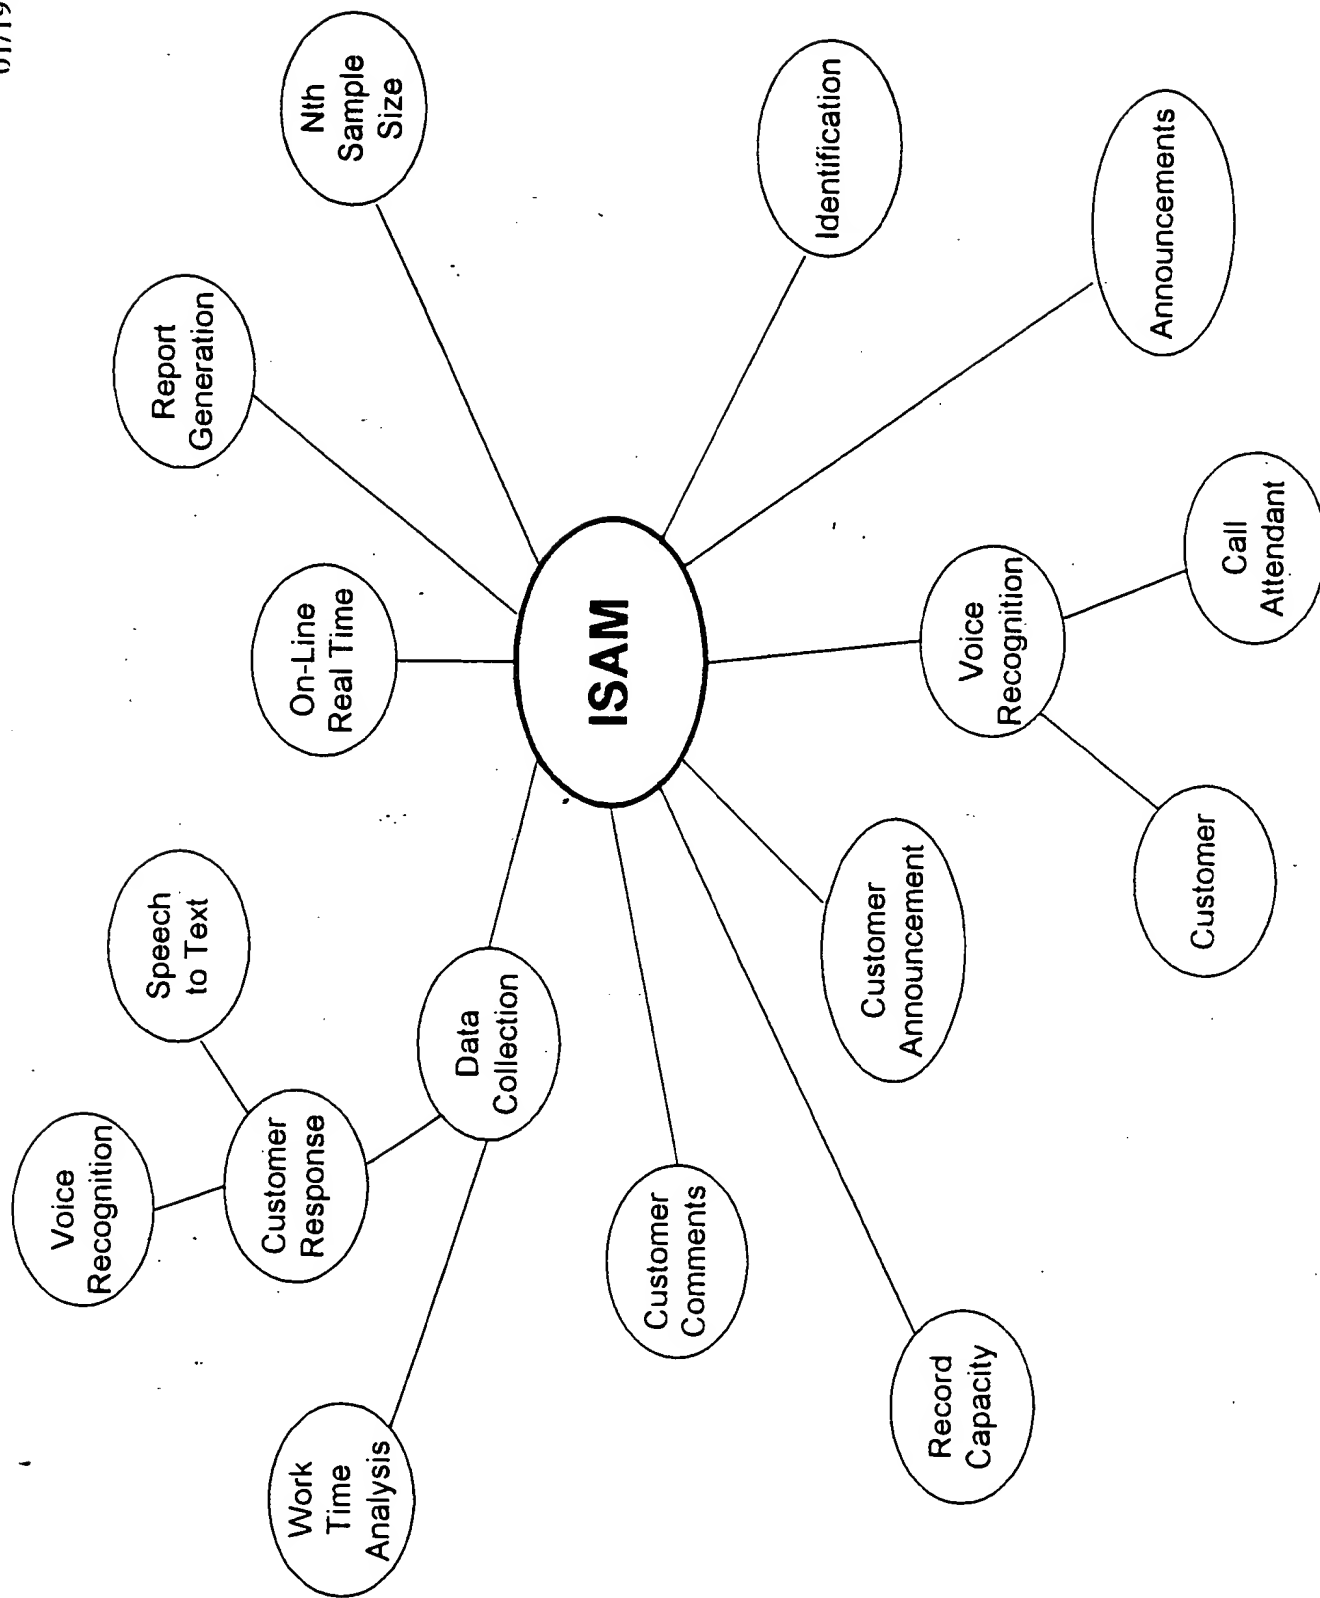 Voice
Recognition
Speech
to Text
Report
Generation
Customer
Response
Work
Time
Analysis
On-Line
Real Time
Nth
Sample
Size
Data
Collection
ISAM
Customer
Comments
Identification
Customer
Announcement
Record
Capacity
Voice
Recognition
Announcements
Customer
Call
Attendant